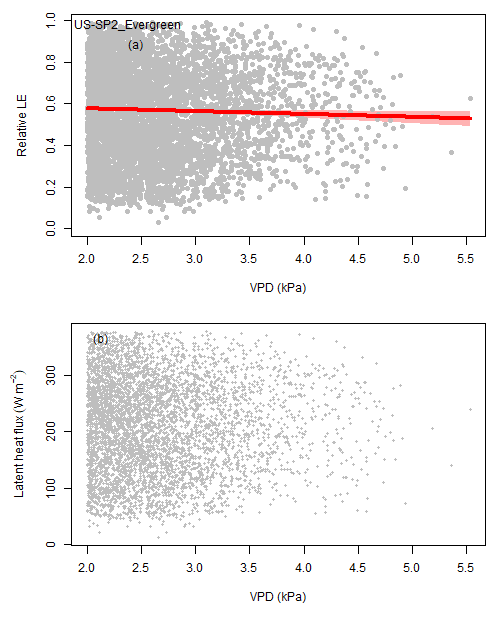 US-SP2_Evergreen
(a)
Relative LE
0.0 0.2 0.4 0.6 0.8 1.0
2.0 2.5 3.0 3.5 4.0 4.5 5.0 5.5
VPD (kPa)
(b)
Latent heat flux (W m⁻²)
0 100 200 300
2.0 2.5 3.0 3.5 4.0 4.5 5.0 5.5
VPD (kPa)